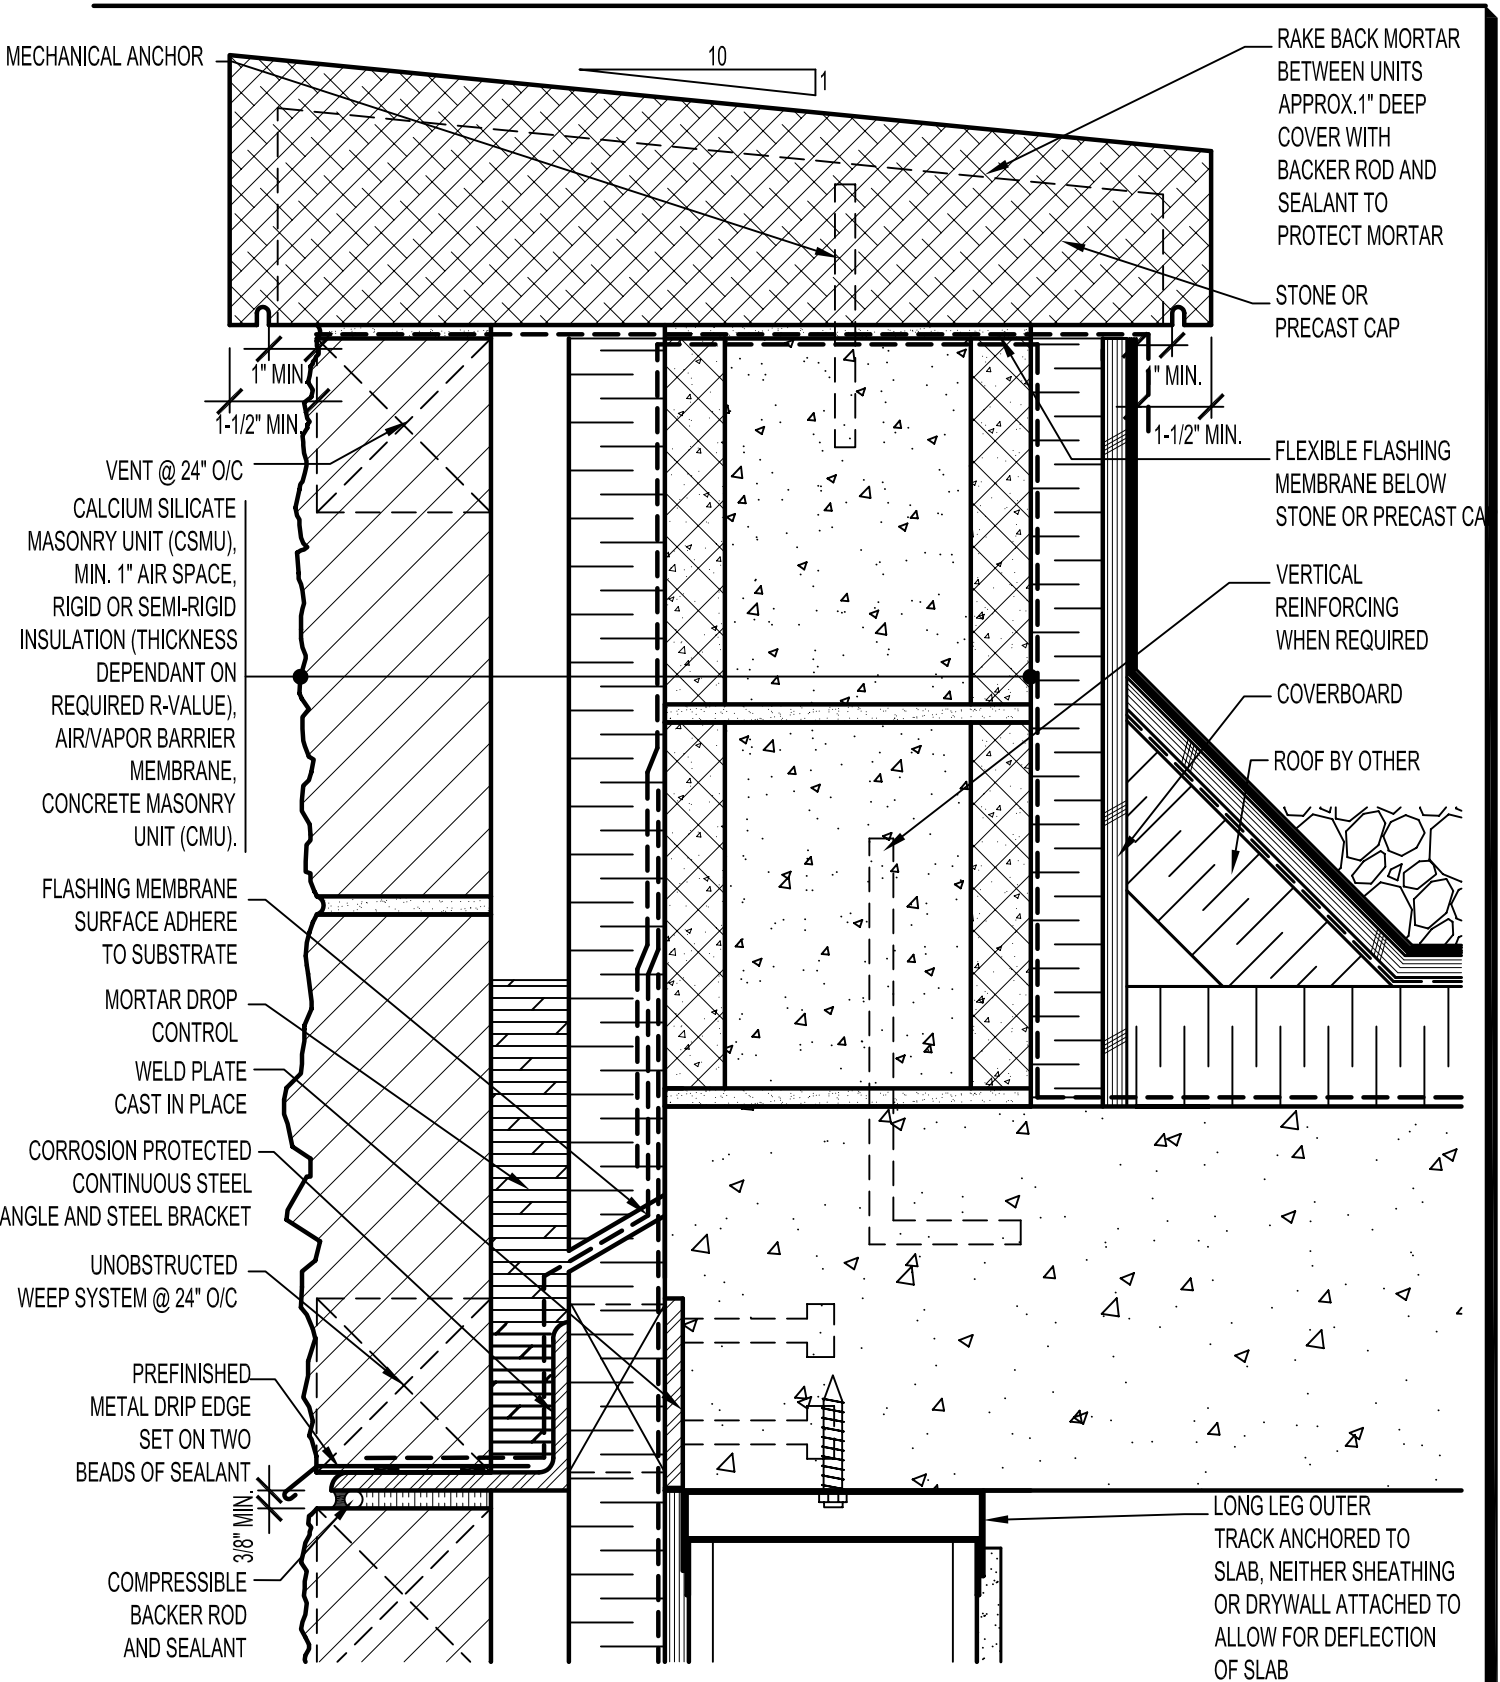 MECHANICAL ANCHOR
10
1
RAKE BACK MORTAR
BETWEEN UNITS
APPROX.1" DEEP
COVER WITH
BACKER ROD AND
SEALANT TO
PROTECT MORTAR
STONE OR
PRECAST CAP
1" MIN.
1-1/2" MIN.
" MIN.
1-1/2" MIN.
VENT @ 24" O/C
CALCIUM SILICATE
MASONRY UNIT (CSMU),
MIN. 1" AIR SPACE,
RIGID OR SEMI-RIGID
INSULATION (THICKNESS
DEPENDANT ON
REQUIRED R-VALUE),
AIR/VAPOR BARRIER
MEMBRANE,
CONCRETE MASONRY
UNIT (CMU).
FLEXIBLE FLASHING
MEMBRANE BELOW
STONE OR PRECAST CA
VERTICAL
REINFORCING
WHEN REQUIRED
COVERBOARD
ROOF BY OTHER
FLASHING MEMBRANE
SURFACE ADHERE
TO SUBSTRATE
MORTAR DROP
CONTROL
WELD PLATE
CAST IN PLACE
CORROSION PROTECTED
CONTINUOUS STEEL
ANGLE AND STEEL BRACKET
UNOBSTRUCTED
WEEP SYSTEM @ 24" O/C
PREFINISHED
METAL DRIP EDGE
SET ON TWO
BEADS OF SEALANT
3/8" MIN.
COMPRESSIBLE
BACKER ROD
AND SEALANT
LONG LEG OUTER
TRACK ANCHORED TO
SLAB, NEITHER SHEATHING
OR DRYWALL ATTACHED TO
ALLOW FOR DEFLECTION
OF SLAB